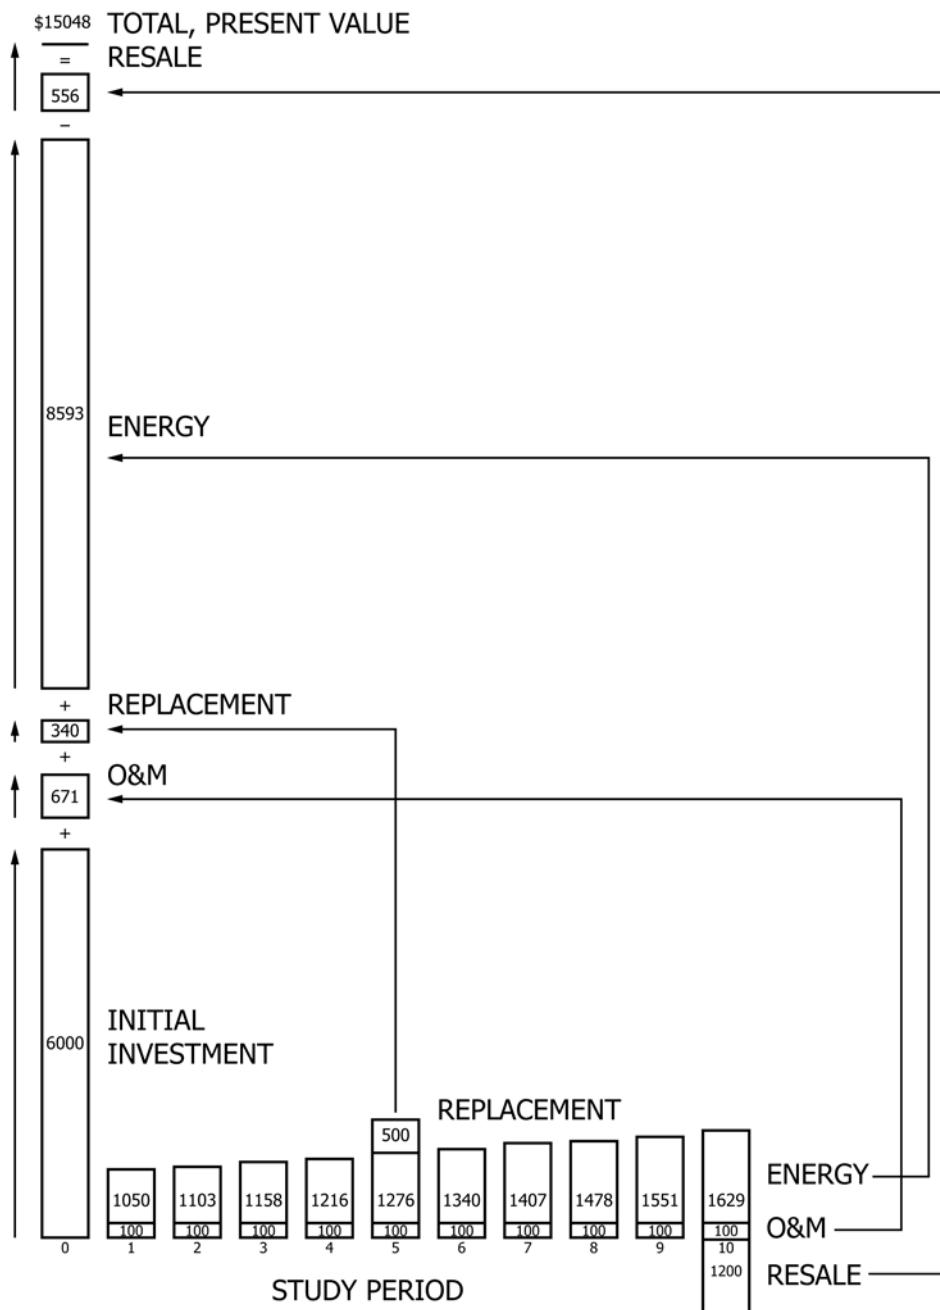 $15048 TOTAL, PRESENT VALUE
= RESALE
556
−
8593
ENERGY
+ REPLACEMENT
340
+
O&M
671
+
INITIAL
6000
INVESTMENT
REPLACEMENT
500
1050 1103 1158 1216 1276 1340 1407 1478 1551 1629
ENERGY
100 100 100 100 100 100 100 100 100 100
O&M
0 1 2 3 4 5 6 7 8 9 10
1200
RESALE
STUDY PERIOD